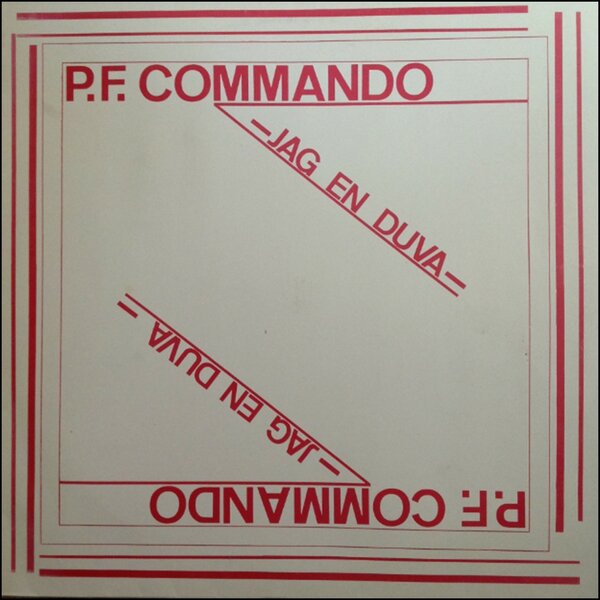 P.F. COMMANDO
–JAG EN DUVA–
–JAG EN DUVA–
P.F. COMMANDO